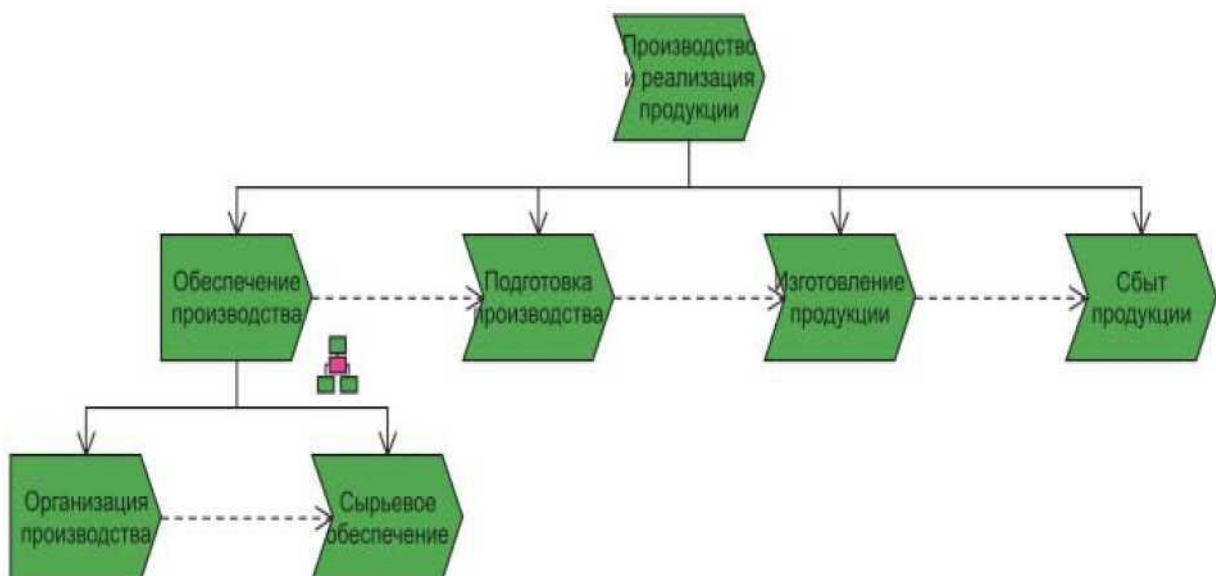 Производство
и реализация
продукции
Обеспечение
производства
Подготовка
производства
Изготовление
продукции
Сбыт
продукции
Организация
производства
Сырьевое
обеспечение